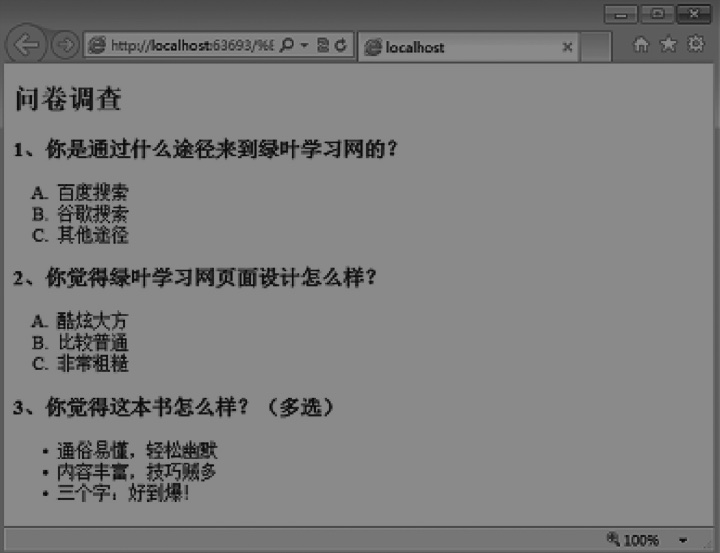 http://localhost:63693/%E
localhost
问卷调查
1、你是通过什么途径来到绿叶学习网的?
A. 百度搜索
B. 谷歌搜索
C. 其他途径
2、你觉得绿叶学习网页面设计怎么样?
A. 酷炫大方
B. 比较普通
C. 非常粗糙
3、你觉得这本书怎么样?(多选)
• 通俗易懂，轻松幽默
• 内容丰富，技巧贼多
• 三个字：好到爆!
100%